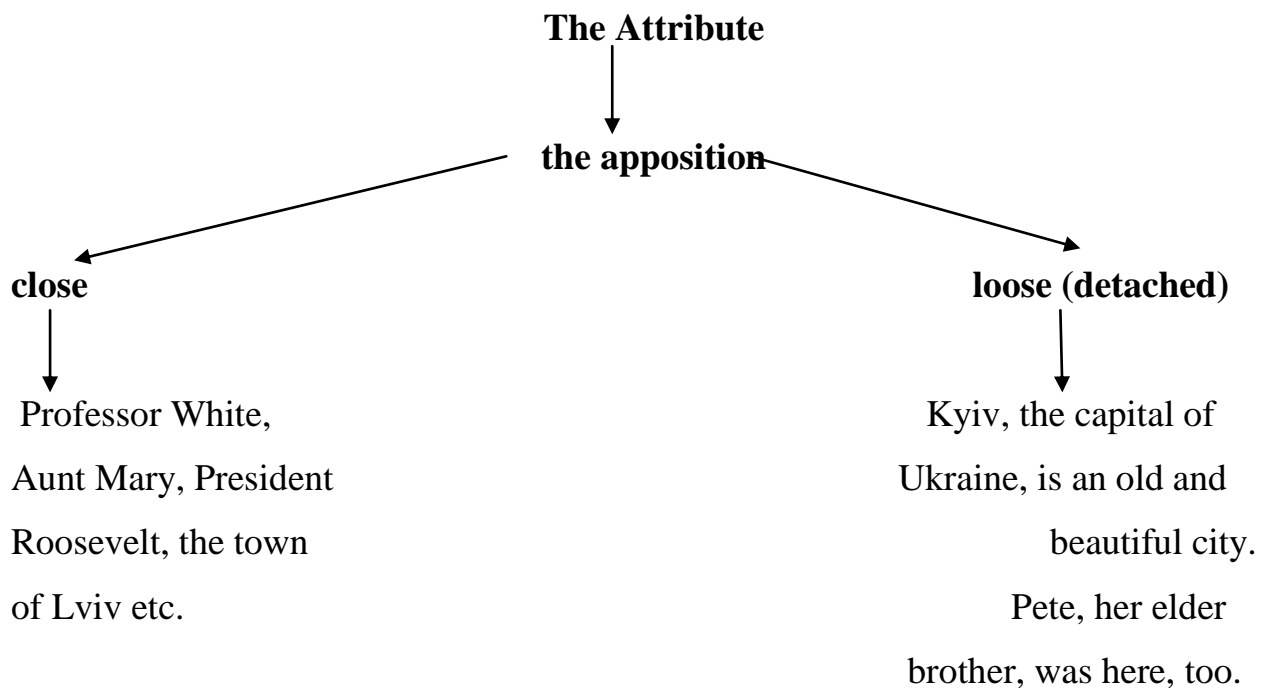 The Attribute
the apposition
close
loose (detached)
Professor White,
Aunt Mary, President
Roosevelt, the town
of Lviv etc.
Kyiv, the capital of
Ukraine, is an old and
beautiful city.
Pete, her elder
brother, was here, too.